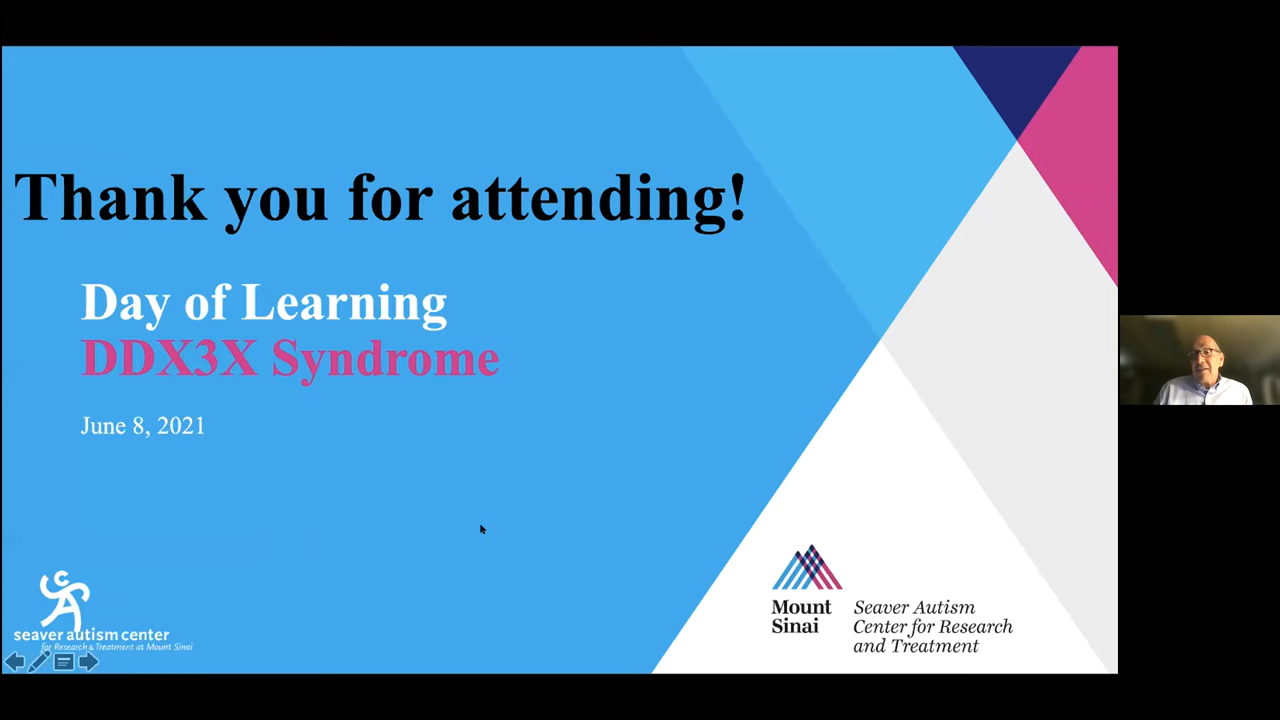 Thank you for attending!
Day of Learning
DDX3X Syndrome
June 8, 2021
seaver autism center
for Research & Treatment at Mount Sinai
Mount
Sinai
Seaver Autism
Center for Research
and Treatment